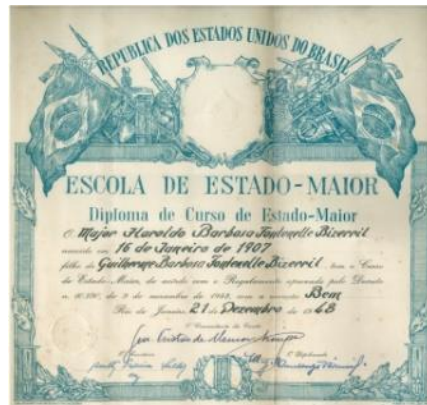 REPUBLICA DOS ESTADOS UNIDOS DO BRASIL
ESCOLA DE ESTADO-MAIOR
Diploma de Curso de Estado-Maior
O Major Haroldo Barbosa Fontenelle Bizerril
nascido em 16 de Janeiro de 1907
filho de Guilherme Barbosa Fontenelle Bizerril, tem o Curso
de Estado Maior, de acordo com o Regulamento aprovado pelo Decreto
de 9 de novembro de com a menção Bem
Rio de Janeiro, 21 de Dezembro de
O Comandante da Escola
O Diplomado